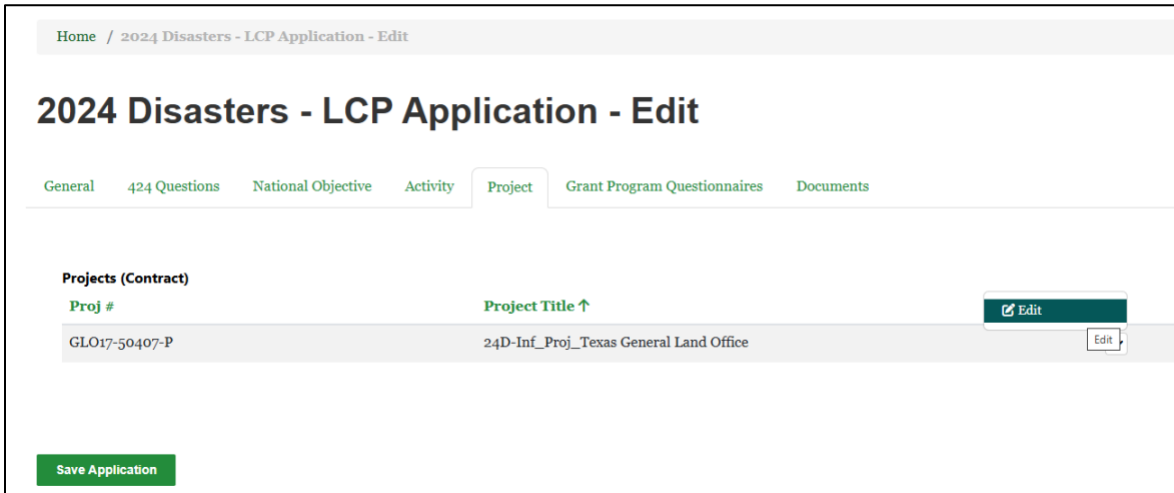 Home / 2024 Disasters - LCP Application - Edit
2024 Disasters - LCP Application - Edit
General 424 Questions National Objective Activity Project Grant Program Questionnaires Documents
Projects (Contract)
Proj # Project Title ↑
Edit
GLO17-50407-P 24D-Inf_Proj_Texas General Land Office
Edit
Save Application